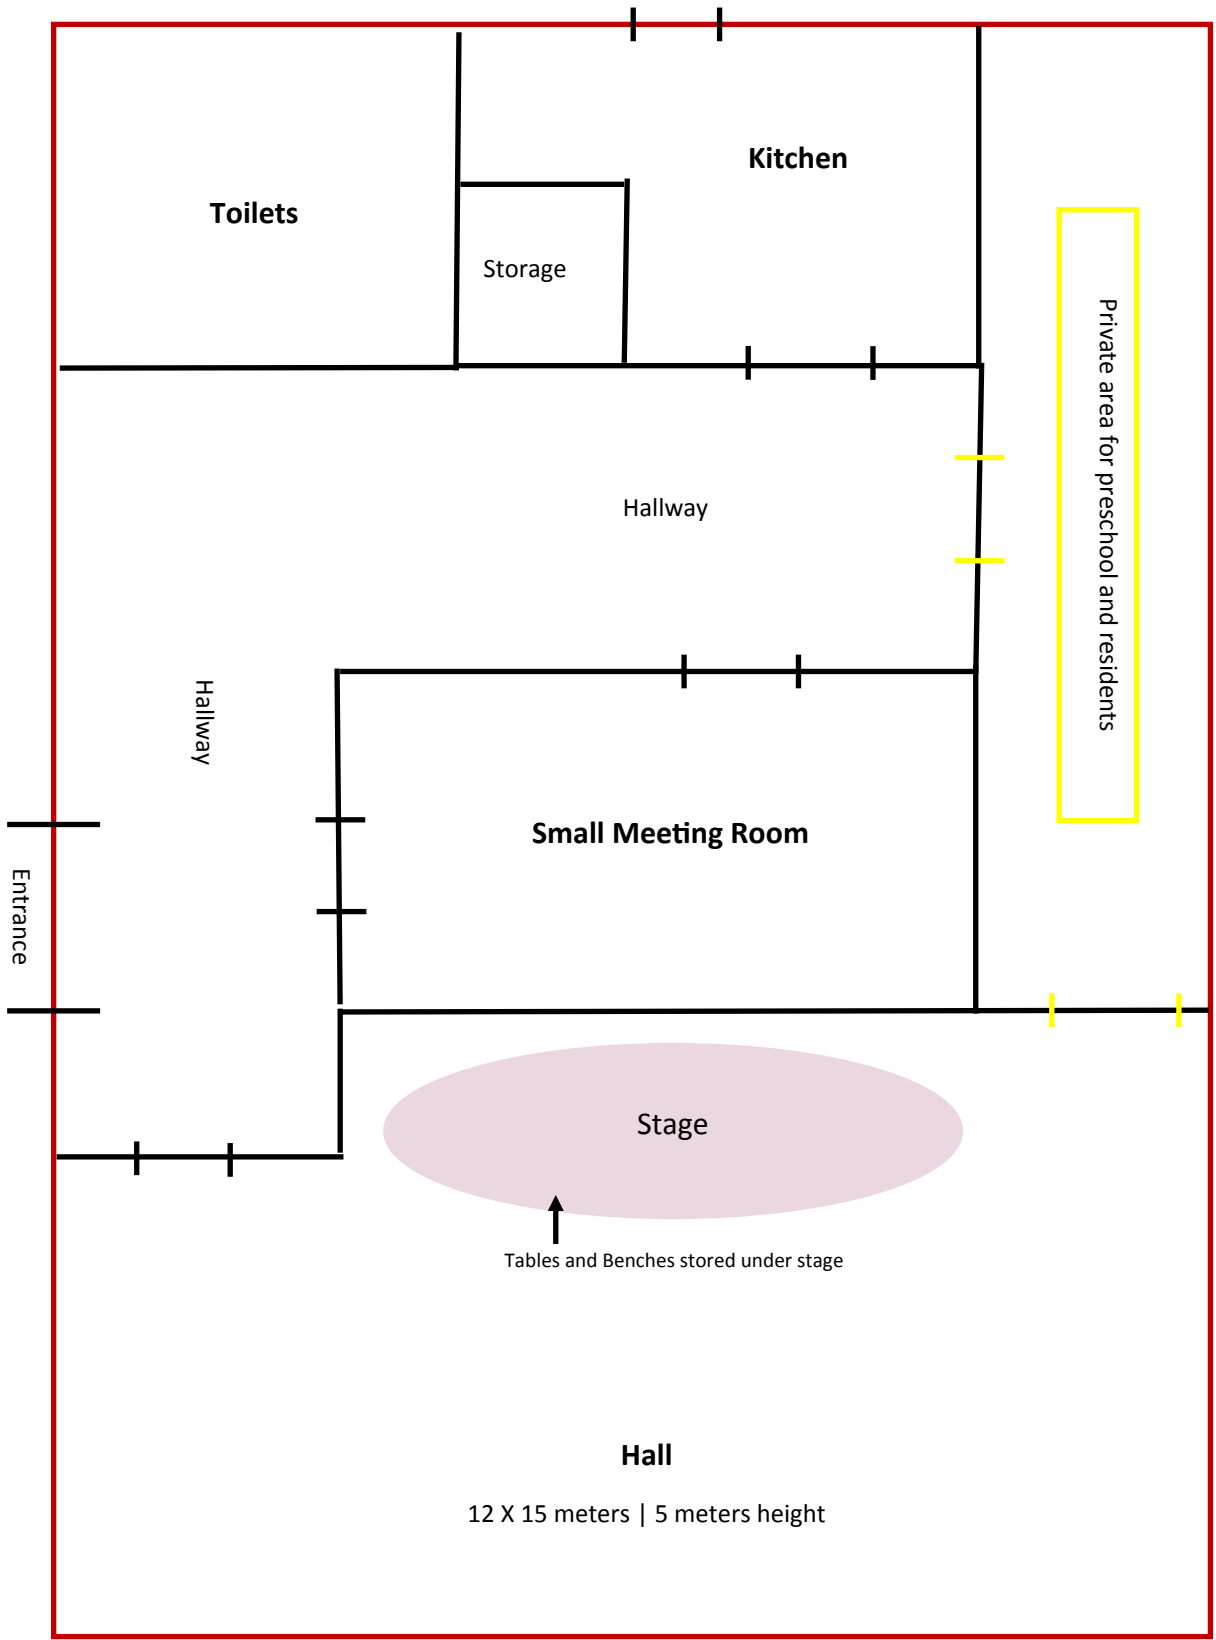 Kitchen
Toilets
Storage
Private area for preschool and residents
Hallway
Hallway
Small Meeting Room
Entrance
Stage
Tables and Benches stored under stage
Hall
12 X 15 meters | 5 meters height